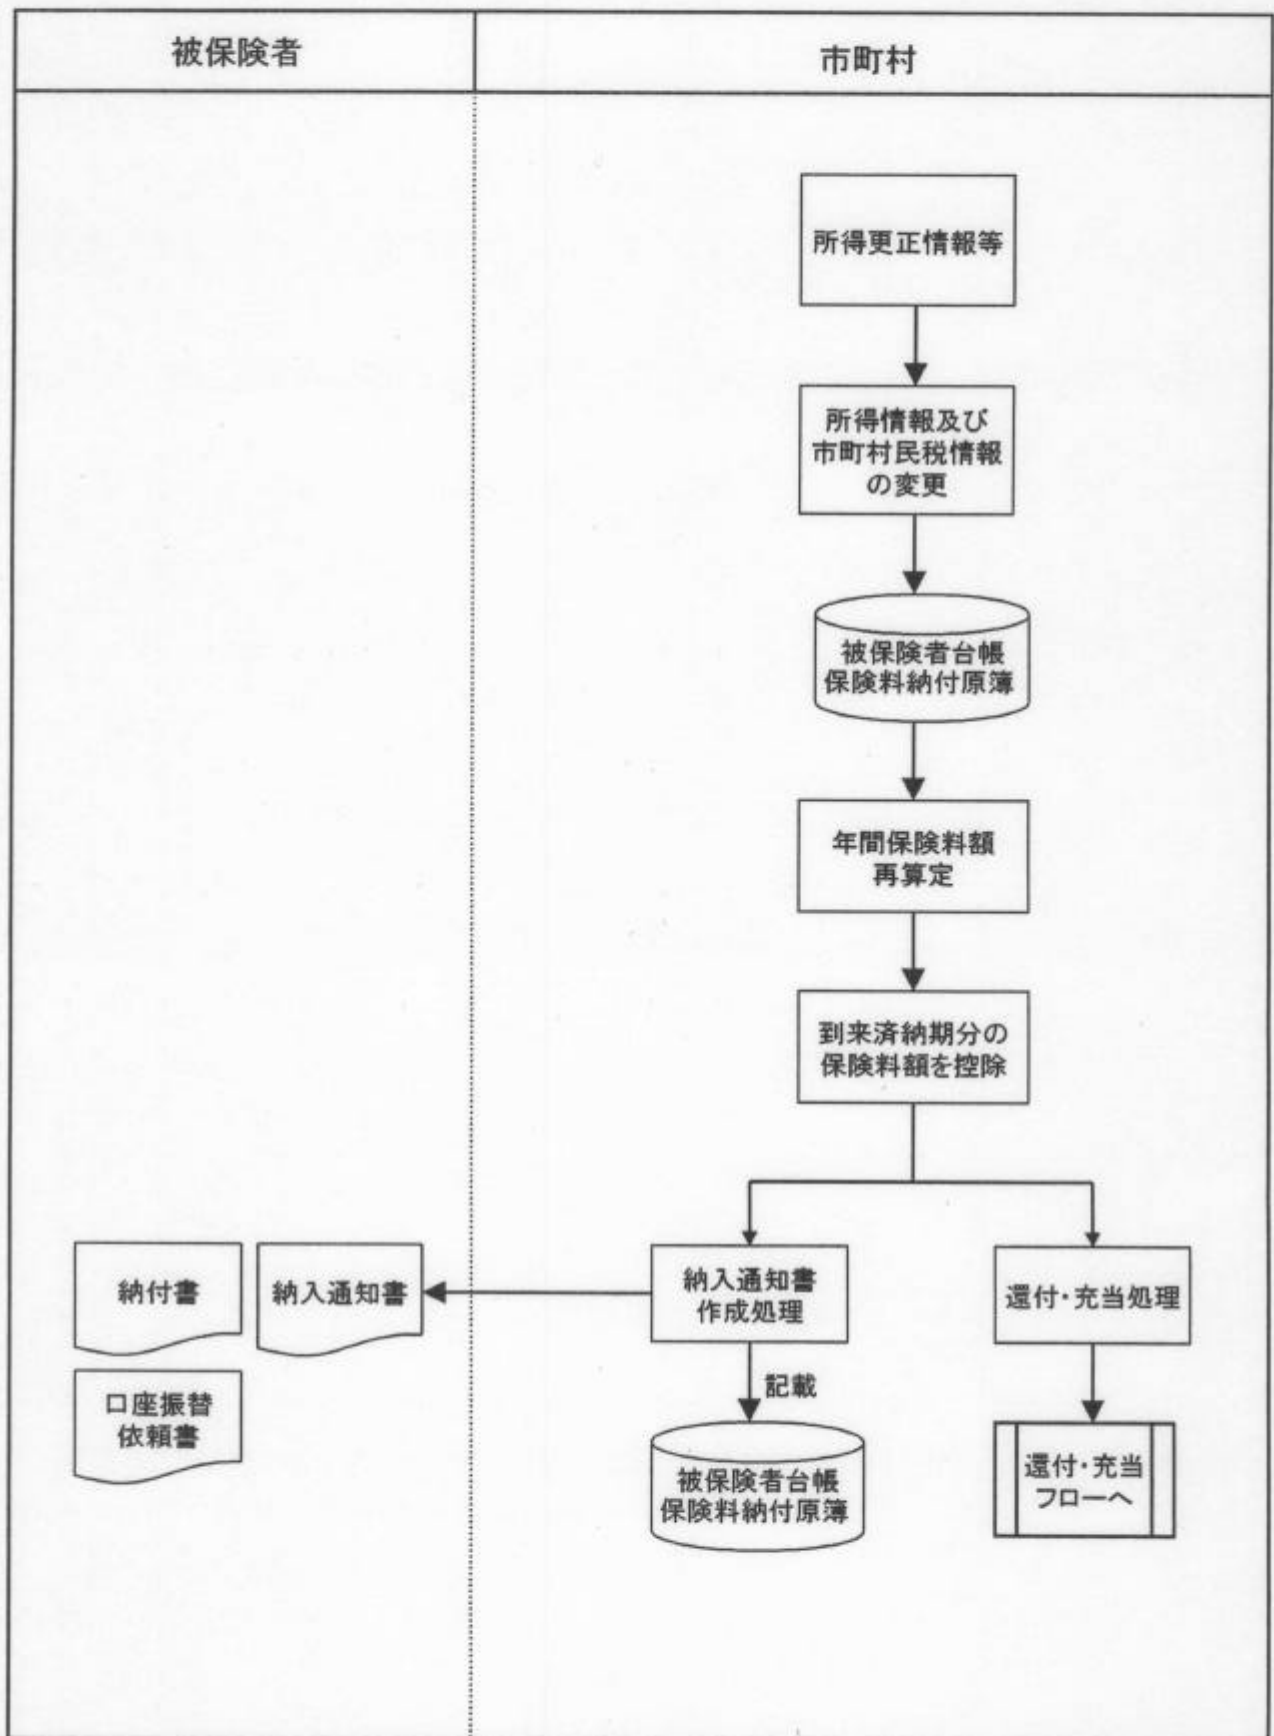 被保険者
市町村
所得更正情報等
所得情報及び
市町村民税情報
の変更
被保険者台帳
保険料納付原簿
年間保険料額
再算定
到来済納期分の
保険料額を控除
納付書
納入通知書
納入通知書
作成処理
還付・充当処理
口座振替
依頼書
記載
被保険者台帳
保険料納付原簿
還付・充当
フローへ